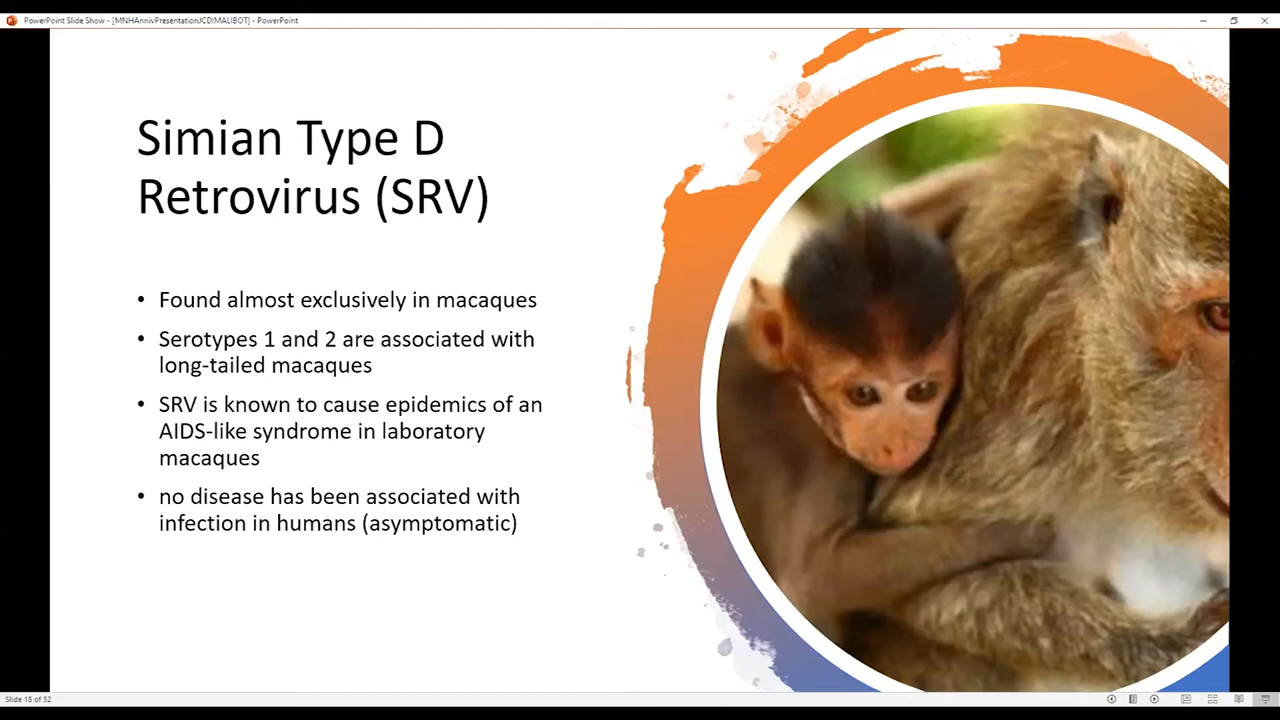 PowerPoint Slide Show - [MNHAnnivPresentationJCDIMALIBOT] - PowerPoint
Simian Type D
Retrovirus (SRV)
• Found almost exclusively in macaques
• Serotypes 1 and 2 are associated with
long-tailed macaques
• SRV is known to cause epidemics of an
AIDS-like syndrome in laboratory
macaques
• no disease has been associated with
infection in humans (asymptomatic)
Slide 18 of 52